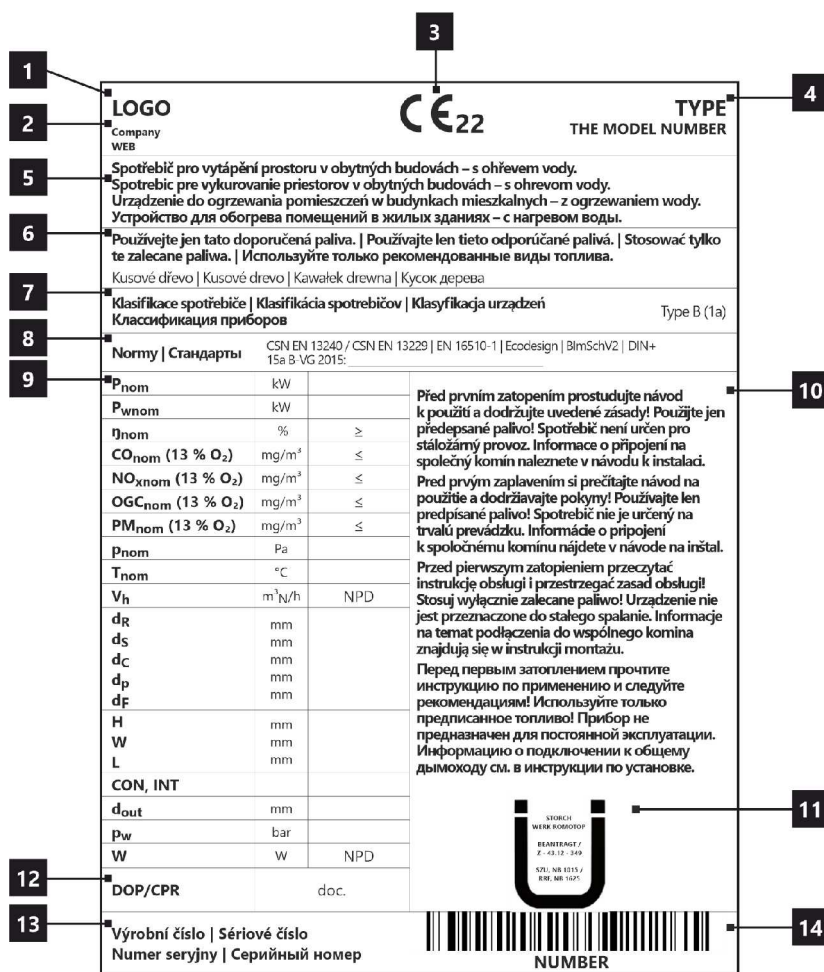 3
1
4
LOGO
CE 22
TYPE
2
Company
THE MODEL NUMBER
WEB
5
Spotřebič pro vytápění prostoru v obytných budovách – s ohřevem vody.
Spotrebic pre vykurovanie priestorov v obytných budovách – s ohrevom vody.
Urządzenie do ogrzewania pomieszczeń w budynkach mieszkalnych – z ogrzewaniem wody.
Устройство для обогрева помещений в жилых зданиях – с нагревом воды.
6
Používejte jen tato doporučená paliva. | Používajte len tieto odporúčané palivá. | Stosować tylko
te zalecane paliwa. | Используйте только рекомендованные виды топлива.
Kusové dřevo | Kusové drevo | Kawałek drewna | Кусок дерева
7
Klasifikace spotřebiče | Klasifikácia spotrebičov | Klasyfikacja urządzeń
Классификация приборов
Type B (1a)
8
Normy | Стандарты
CSN EN 13240 / CSN EN 13229 | EN 16510-1 | Ecodesign | BImSchV2 | DIN+
15a B-VG 2015: ____________________
9
Pnom kW
Pwnom kW
ηnom % ≥
COnom (13 % O₂) mg/m³ ≤
NOxnom (13 % O₂) mg/m³ ≤
OGCnom (13 % O₂) mg/m³ ≤
PMnom (13 % O₂) mg/m³ ≤
pnom Pa
Tnom °C
Vh m³N/h NPD
dR mm
dS mm
dC mm
dp mm
dF mm
H mm
W mm
L mm
CON, INT
dout mm
pw bar
W W NPD
10
Před prvním zatopením prostudujte návod
k použití a dodržujte uvedené zásady! Použijte jen
předepsané palivo! Spotřebič není určen pro
stáložárný provoz. Informace o připojení na
společný komín naleznete v návodu k instalaci.
Pred prvým zaplavením si prečítajte návod na
použitie a dodržiavajte pokyny! Používajte len
predpísané palivo! Spotrebič nie je určený na
trvalú prevádzku. Informácie o pripojení
k spoločnému komínu nájdete v návode na inštal.
Przed pierwszym zatopieniem przeczytać
instrukcję obsługi i przestrzegać zasad obsługi!
Stosuj wyłącznie zalecane paliwo! Urządzenie nie
jest przeznaczone do stałego spalanie. Informacje
na temat podłączenia do wspólnego komina
znajdują się w instrukcji montażu.
Перед первым затоплением прочтите
инструкцию по применению и следуйте
рекомендациям! Используйте только
предписанное топливо! Прибор не
предназначен для постоянной эксплуатации.
Информацию о подключении к общему
дымоходу см. в инструкции по установке.
11
STORCH
WERK ROMOTOP
BEANTRAGT /
Z - 43.12 - 349
SZU, NB 1015 /
RRF, NB 1625
12
DOP/CPR doc.
13
Výrobní číslo | Sériové číslo
Numer seryjny | Серийный номер
14
NUMBER